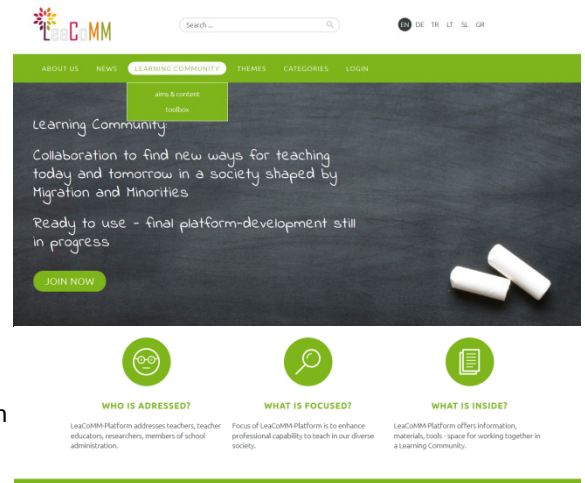 LeaCoMM
Search ...
EN DE TR LT SL GR
ABOUT US NEWS LEARNING COMMUNITY THEMES CATEGORIES LOGIN
aims & content
toolbox
Learning Community:
Collaboration to find new ways for teaching
today and tomorrow in a society shaped by
Migration and Minorities
Ready to use - final platform-development still
in progress
JOIN NOW
WHO IS ADRESSED?
LeaCoMM-Platform addresses teachers, teacher
educators, researchers, members of school
administration.
WHAT IS FOCUSED?
Focus of LeaCoMM-Platform is to enhance
professional capability to teach in our diverse
society.
WHAT IS INSIDE?
LeaCoMM-Platform offers information,
materials, tools - space for working together in
a Learning Community.